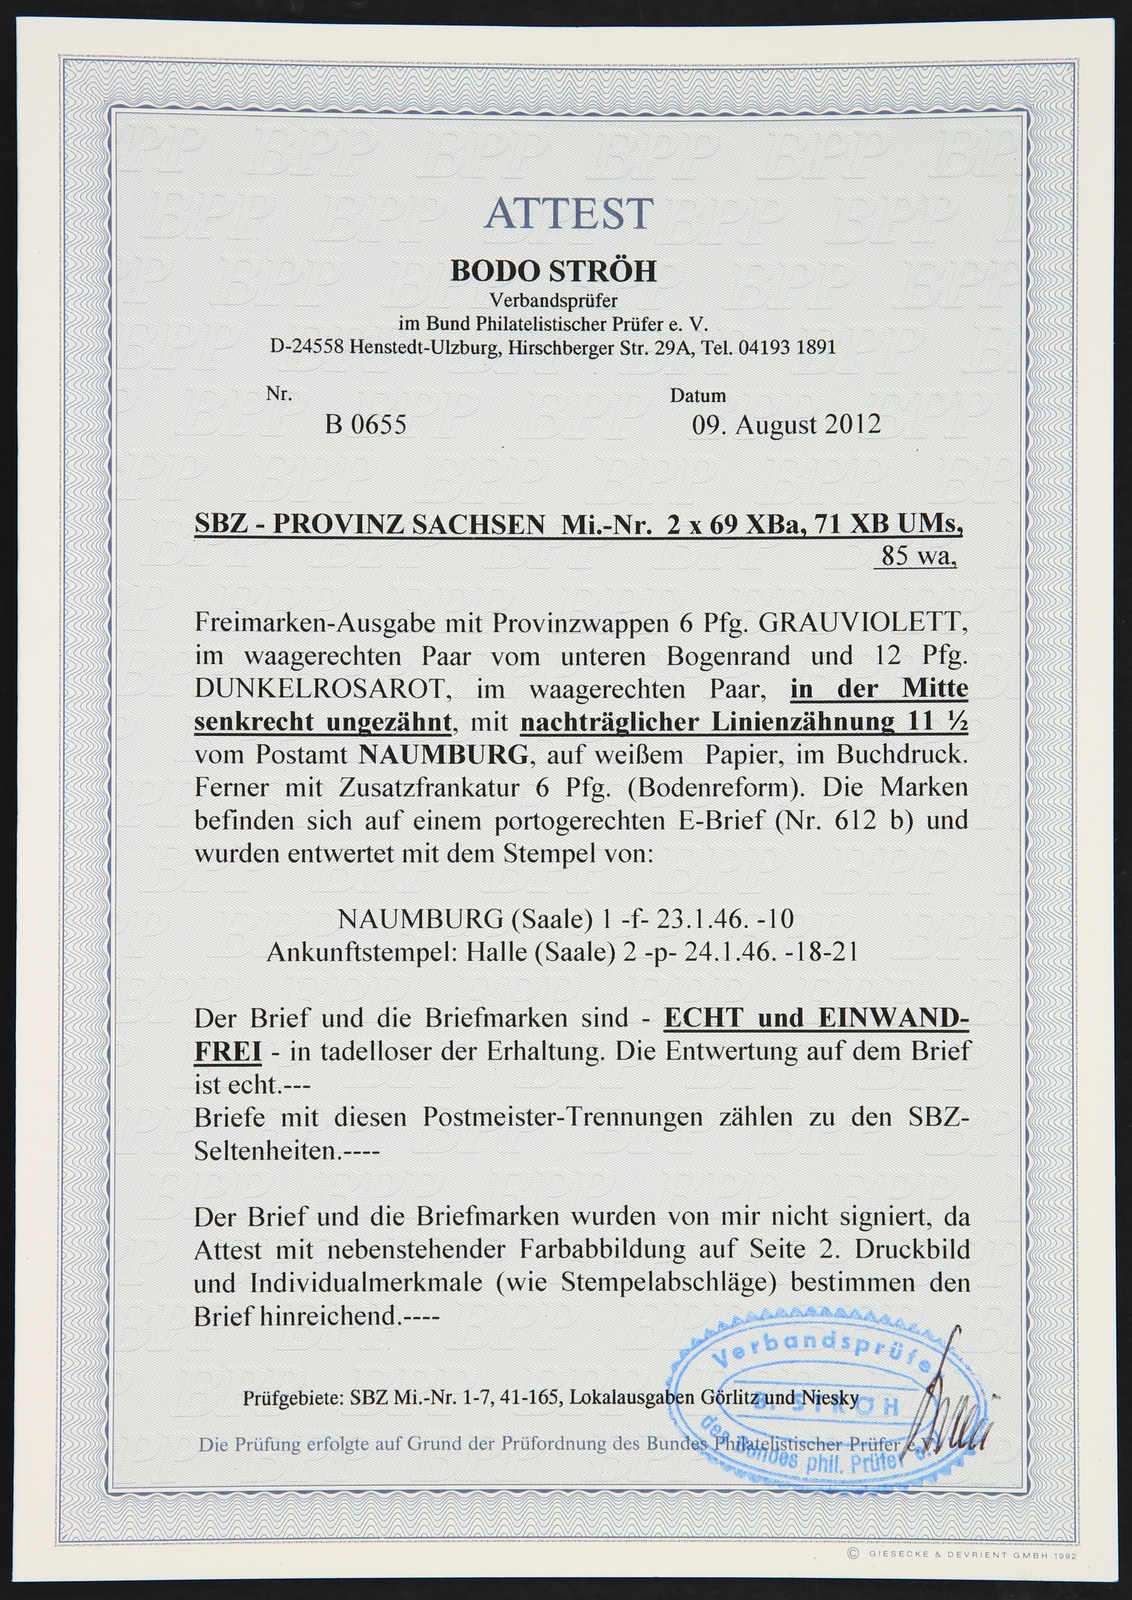 ATTEST
BODO STRÖH
Verbandsprüfer
im Bund Philatelistischer Prüfer e. V.
D-24558 Henstedt-Ulzburg, Hirschberger Str. 29A, Tel. 04193 1891
Nr. Datum
B 0655 09. August 2012
SBZ - PROVINZ SACHSEN Mi.-Nr. 2 x 69 XBa, 71 XB UMs,
85 wa,
Freimarken-Ausgabe mit Provinzwappen 6 Pfg. GRAUVIOLETT,
im waagerechten Paar vom unteren Bogenrand und 12 Pfg.
DUNKELROSAROT, im waagerechten Paar, in der Mitte
senkrecht ungezähnt, mit nachträglicher Linienzähnung 11 ½
vom Postamt NAUMBURG, auf weißem Papier, im Buchdruck.
Ferner mit Zusatzfrankatur 6 Pfg. (Bodenreform). Die Marken
befinden sich auf einem portogerechten E-Brief (Nr. 612 b) und
wurden entwertet mit dem Stempel von:
NAUMBURG (Saale) 1 -f- 23.1.46. -10
Ankunftstempel: Halle (Saale) 2 -p- 24.1.46. -18-21
Der Brief und die Briefmarken sind - ECHT und EINWAND-
FREI - in tadelloser der Erhaltung. Die Entwertung auf dem Brief
ist echt.---
Briefe mit diesen Postmeister-Trennungen zählen zu den SBZ-
Seltenheiten.----
Der Brief und die Briefmarken wurden von mir nicht signiert, da
Attest mit nebenstehender Farbabbildung auf Seite 2. Druckbild
und Individualmerkmale (wie Stempelabschläge) bestimmen den
Brief hinreichend.----
Verbandsprüfer
B. STRÖH
des Bundes phil. Prüfer
Prüfgebiete: SBZ Mi.-Nr. 1-7, 41-165, Lokalausgaben Görlitz und Niesky
Die Prüfung erfolgte auf Grund der Prüfordnung des Bundes Philatelistischer Prüfer e.
© GIESECKE & DEVRIENT GMBH 1992